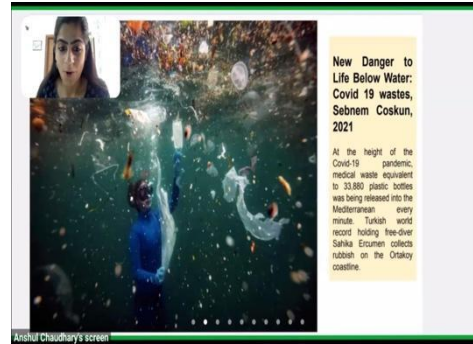 New Danger to
Life Below Water:
Covid 19 wastes,
Sebnem Coskun,
2021
At the height of the
Covid-19 pandemic,
medical waste equivalent
to 33,880 plastic bottles
was being released into the
Mediterranean every
minute. Turkish world
record holding free-diver
Sahika Ercumen collects
rubbish on the Ortakoy
coastline.
Anshul Chaudhary's screen